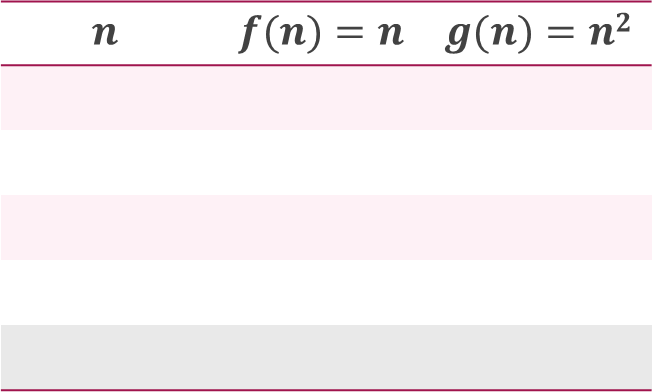 n f(n) = n g(n) = n²